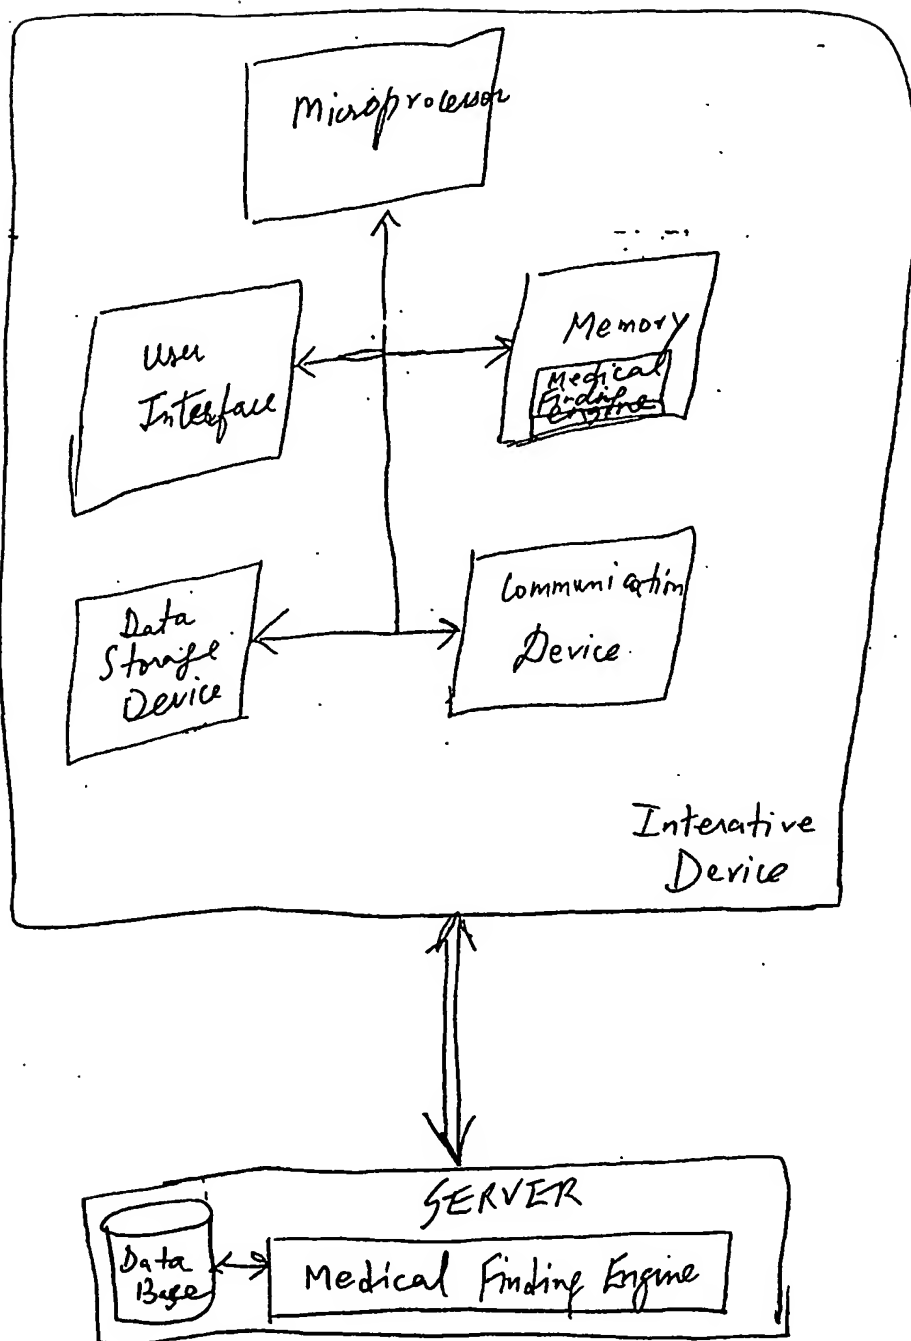 Microprocessor
User
Interface
Memory
Medical
Finding
Engine
Data
Storage
Device
Communication
Device
Interative
Device
SERVER
Data
Base
Medical Finding Engine